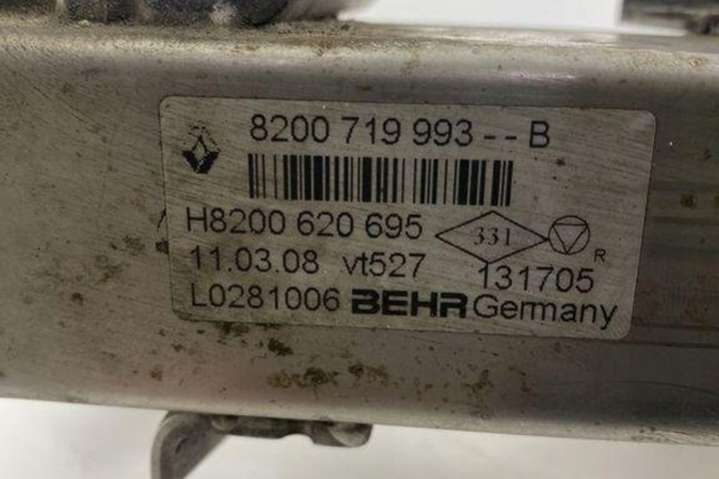 8200 719 993--B
H8200 620 695 331
R
11.03.08 vt527 131705
L0281006 BEHR Germany